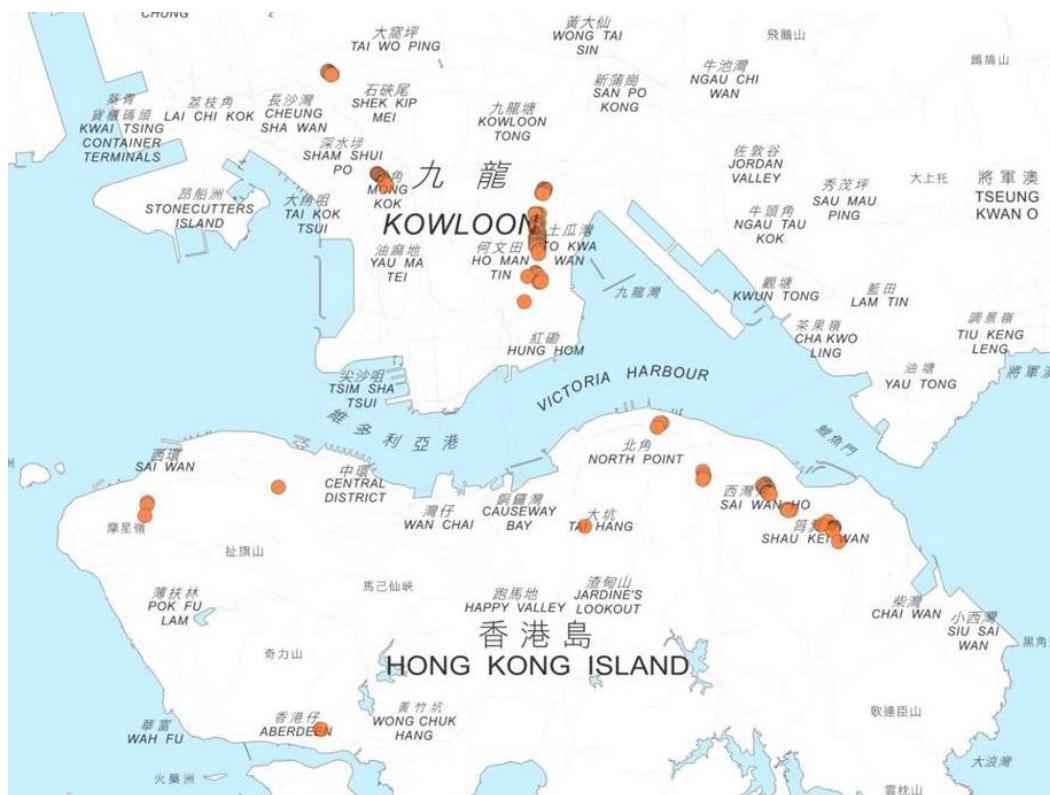 CHUNG
大窩坪
TAI WO PING
黃大仙
WONG TAI
SIN
飛鵝山
牛池灣
NGAU CHI
WAN
葵青
貨櫃碼頭
KWAI TSING
CONTAINER
TERMINALS
荔枝角
LAI CHI KOK
長沙灣
CHEUNG
SHA WAN
石硤尾
SHEK KIP
MEI
九龍塘
KOWLOON
TONG
新蒲崗
SAN PO
KONG
深水埗
SHAM SHUI
PO
MONG
KOK
九龍
KOWLOON
佐敦谷
JORDAN
VALLEY
秀茂坪
SAU MAU
PING
大上托
將軍澳
TSEUNG
KWAN O
昂船洲
STONECUTTERS
ISLAND
大角咀
TAI KOK
TSUI
油麻地
YAU MA
TEI
何文田
HO MAN
TIN
土瓜灣
TO KWA
WAN
牛頭角
NGAU TAU
KOK
九龍灣
觀塘
KWUN TONG
藍田
LAM TIN
茶果嶺
CHA KWO
LING
調景嶺
TIU KENG
LENG
將軍澳
油塘
YAU TONG
紅磡
HUNG HOM
尖沙咀
TSIM SHA
TSUI
VICTORIA HARBOUR
維多利亞港
鯉魚門
西環
SAI WAN
中環
CENTRAL
DISTRICT
灣仔
WAN CHAI
銅鑼灣
CAUSEWAY
BAY
大坑
TAI HANG
北角
NORTH POINT
SAI WAN HO
SHAU KEI WAN
摩星嶺
扯旗山
薄扶林
POK FU
LAM
馬己仙峽
跑馬地
HAPPY VALLEY
渣甸山
JARDINE'S
LOOKOUT
柴灣
CHAI WAN
小西灣
SIU SAI
WAN
黑角
香港島
HONG KONG ISLAND
奇力山
香港仔
ABERDEEN
黃竹坑
WONG CHUK
HANG
華富
WAH FU
火藥洲
歌連臣山
大浪灣
雲枕山